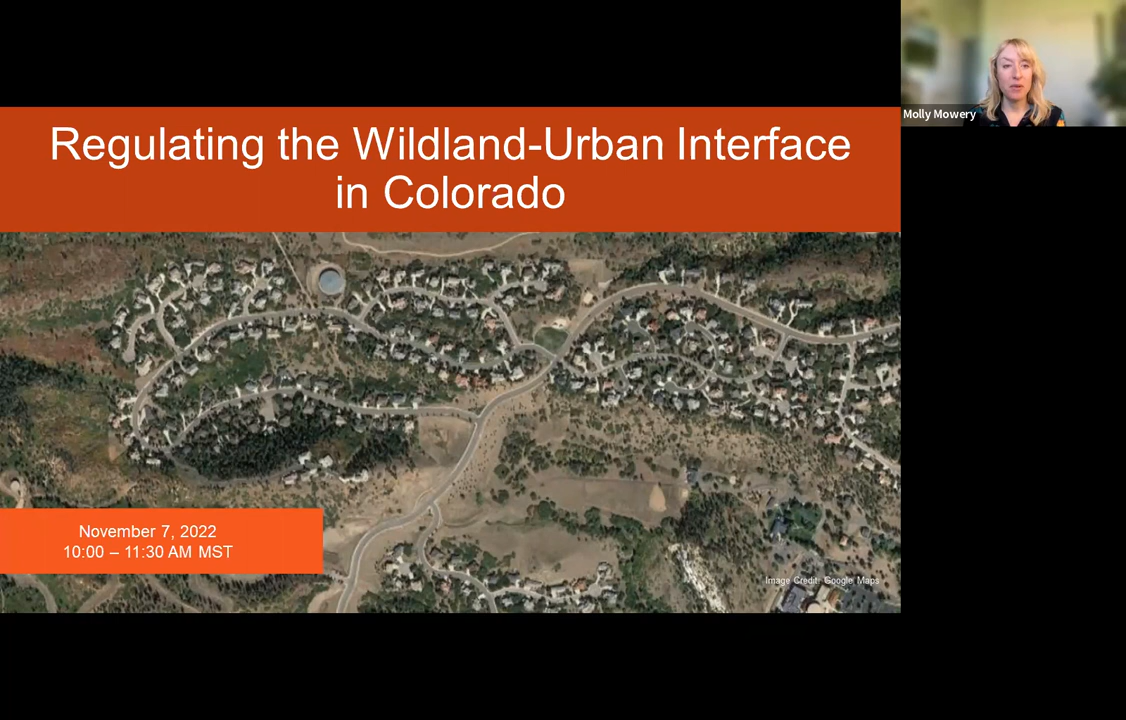 Molly Mowery
Regulating the Wildland-Urban Interface
in Colorado
November 7, 2022
10:00 – 11:30 AM MST
Image Credit: Google Maps